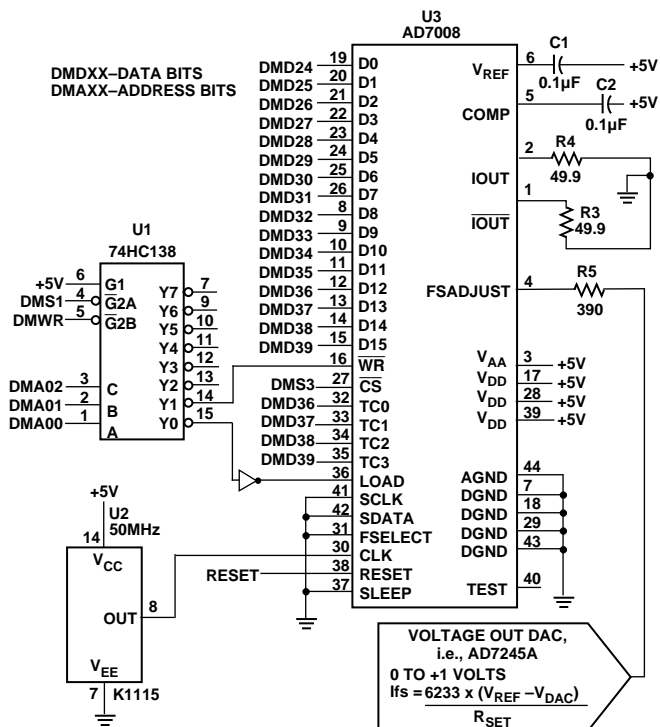 U3
AD7008
DMDXX–DATA BITS
DMAXX–ADDRESS BITS
DMD24 19 D0
DMD25 20 D1
DMD26 21 D2
DMD27 22 D3
DMD28 23 D4
DMD29 24 D5
DMD30 25 D6
DMD31 26 D7
DMD32 8 D8
DMD33 9 D9
DMD34 10 D10
DMD35 11 D11
DMD36 12 D12
DMD37 13 D13
DMD38 14 D14
DMD39 15 D15
16 WR
DMS3 27 CS
DMD36 32 TC0
DMD37 33 TC1
DMD38 34 TC2
DMD39 35 TC3
36 LOAD
41 SCLK
42 SDATA
31 FSELECT
30 CLK
RESET 38 RESET
37 SLEEP
VREF 6 C1 +5V
0.1µF
COMP 5 C2 +5V
0.1µF
IOUT 2 R4
49.9
IOUT 1 R3
49.9
FSADJUST 4 R5
390
VAA 3 +5V
VDD 17 +5V
VDD 28 +5V
VDD 39 +5V
AGND 44
DGND 7
DGND 18
DGND 29
DGND 43
TEST 40
U1
74HC138
+5V 6 G1
DMS1 4 G2A
DMWR 5 G2B
DMA02 3 C
DMA01 2 B
DMA00 1 A
Y7 7
Y6 9
Y5 10
Y4 11
Y3 12
Y2 13
Y1 14
Y0 15
+5V
U2
50MHz
14
VCC
OUT 8
VEE
7 K1115
VOLTAGE OUT DAC,
i.e., AD7245A
0 TO +1 VOLTS
Ifs = 6233 x (VREF –VDAC)
RSET